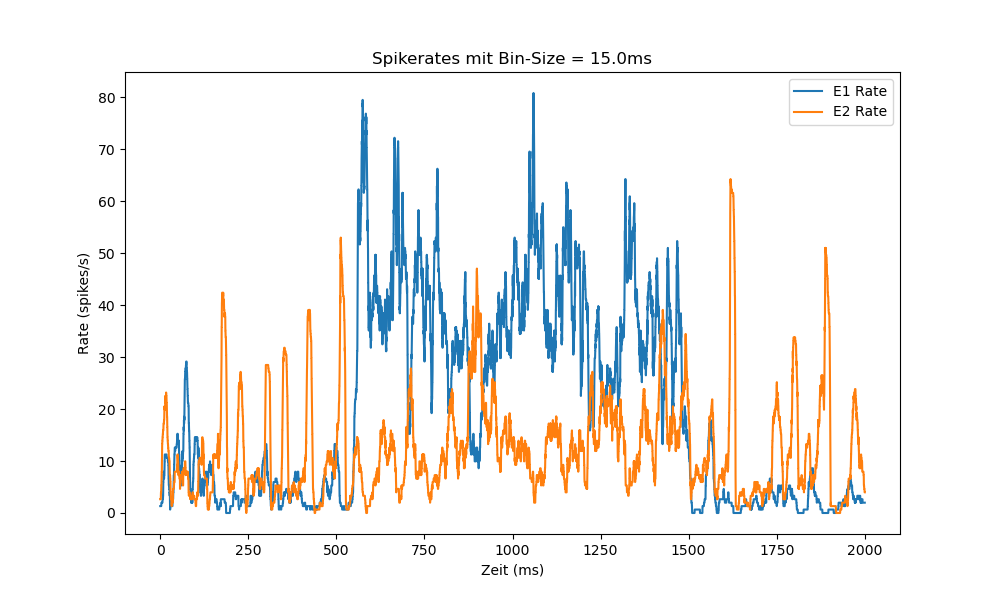 Spikerates mit Bin-Size = 15.0ms
E1 Rate
E2 Rate
80
70
60
50
40
30
20
10
0
Rate (spikes/s)
0 250 500 750 1000 1250 1500 1750 2000
Zeit (ms)